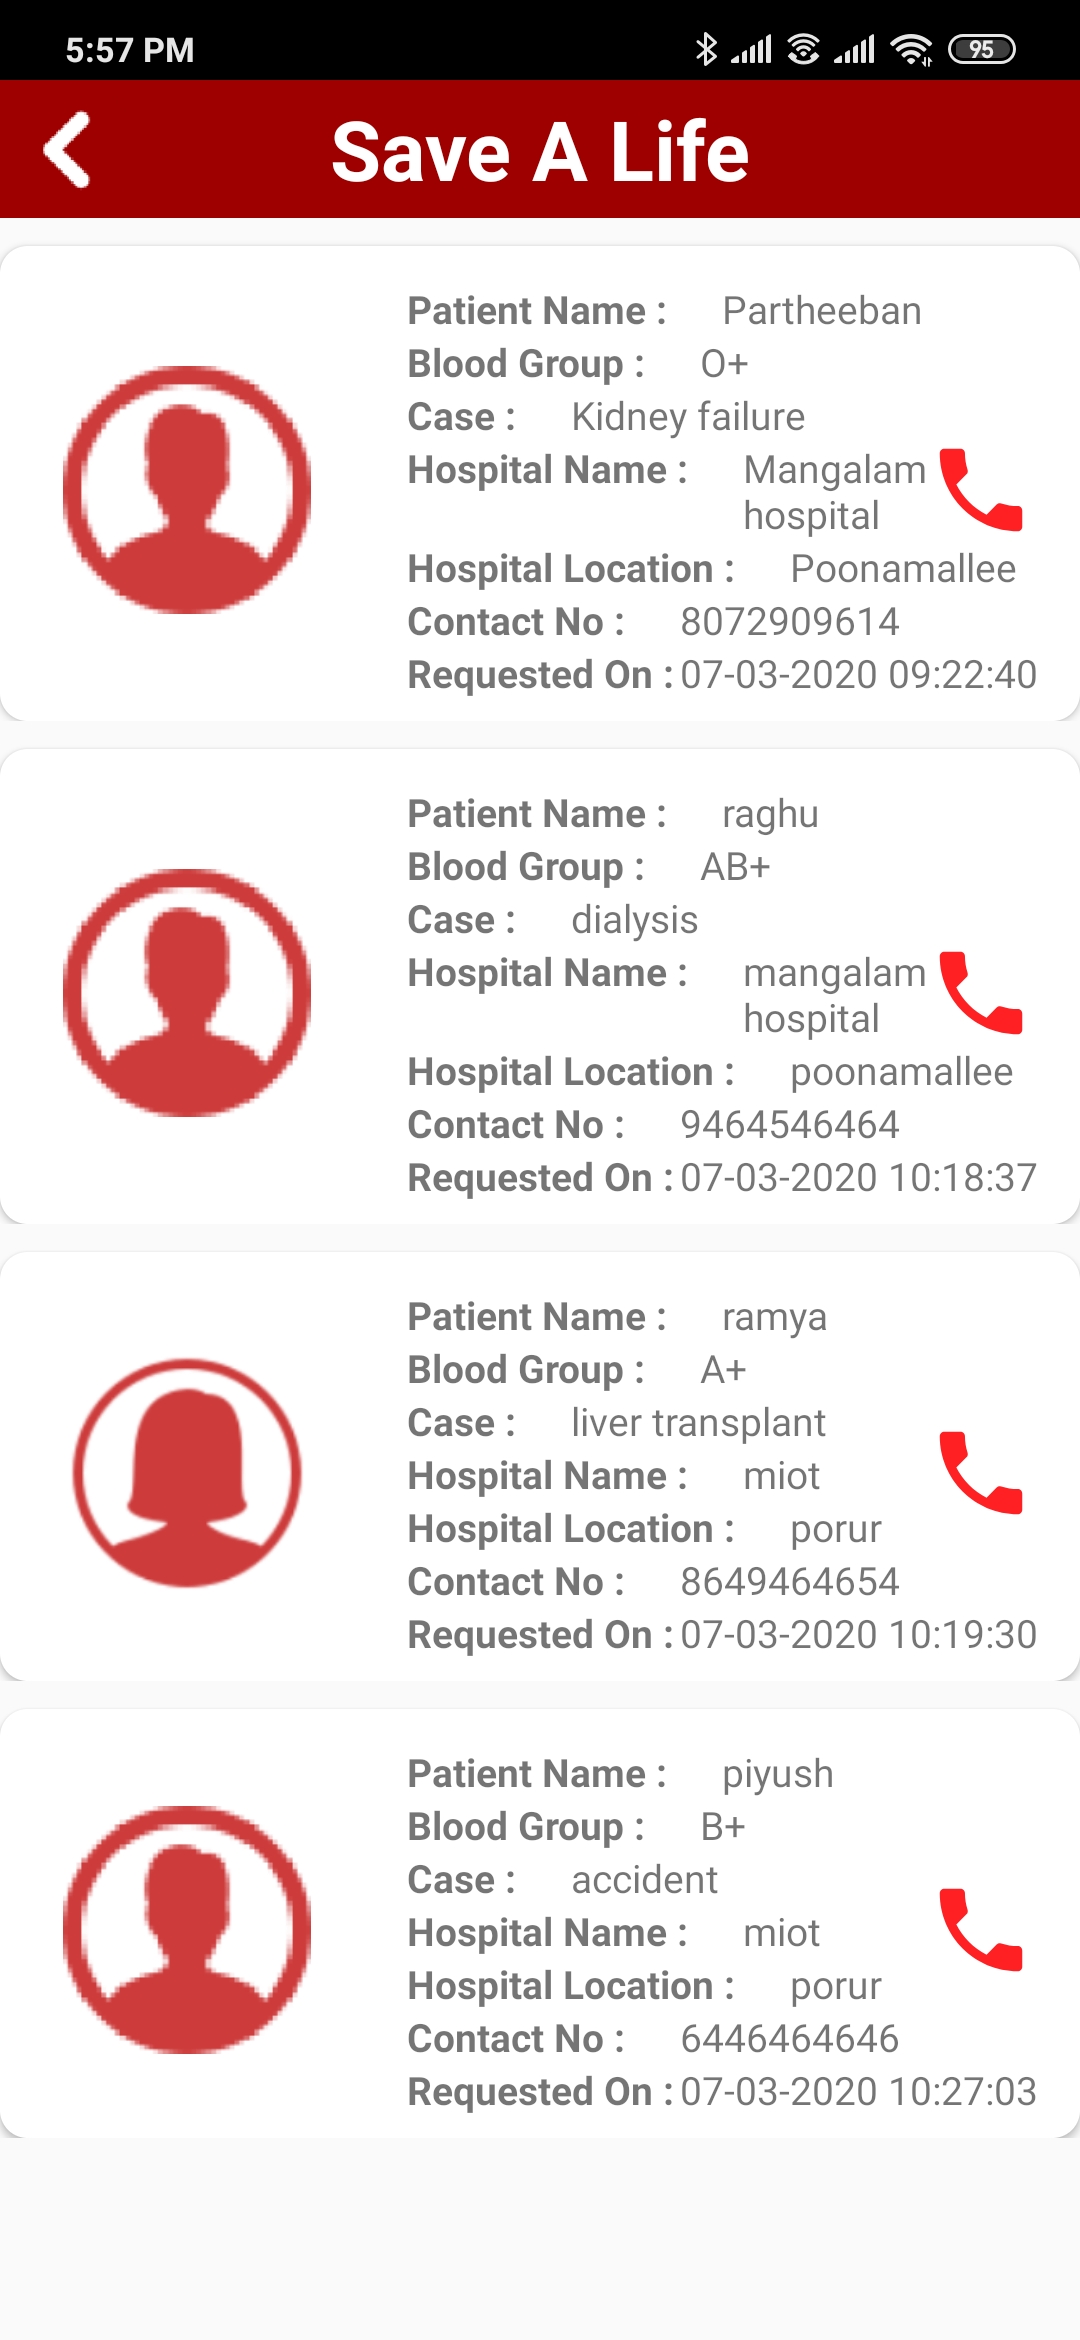 5:57 PM
95
Save A Life
Patient Name : Partheeban
Blood Group : O+
Case : Kidney failure
Hospital Name : Mangalam
hospital
Hospital Location : Poonamallee
Contact No : 8072909614
Requested On : 07-03-2020 09:22:40
Patient Name : raghu
Blood Group : AB+
Case : dialysis
Hospital Name : mangalam
hospital
Hospital Location : poonamallee
Contact No : 9464546464
Requested On : 07-03-2020 10:18:37
Patient Name : ramya
Blood Group : A+
Case : liver transplant
Hospital Name : miot
Hospital Location : porur
Contact No : 8649464654
Requested On : 07-03-2020 10:19:30
Patient Name : piyush
Blood Group : B+
Case : accident
Hospital Name : miot
Hospital Location : porur
Contact No : 6446464646
Requested On : 07-03-2020 10:27:03